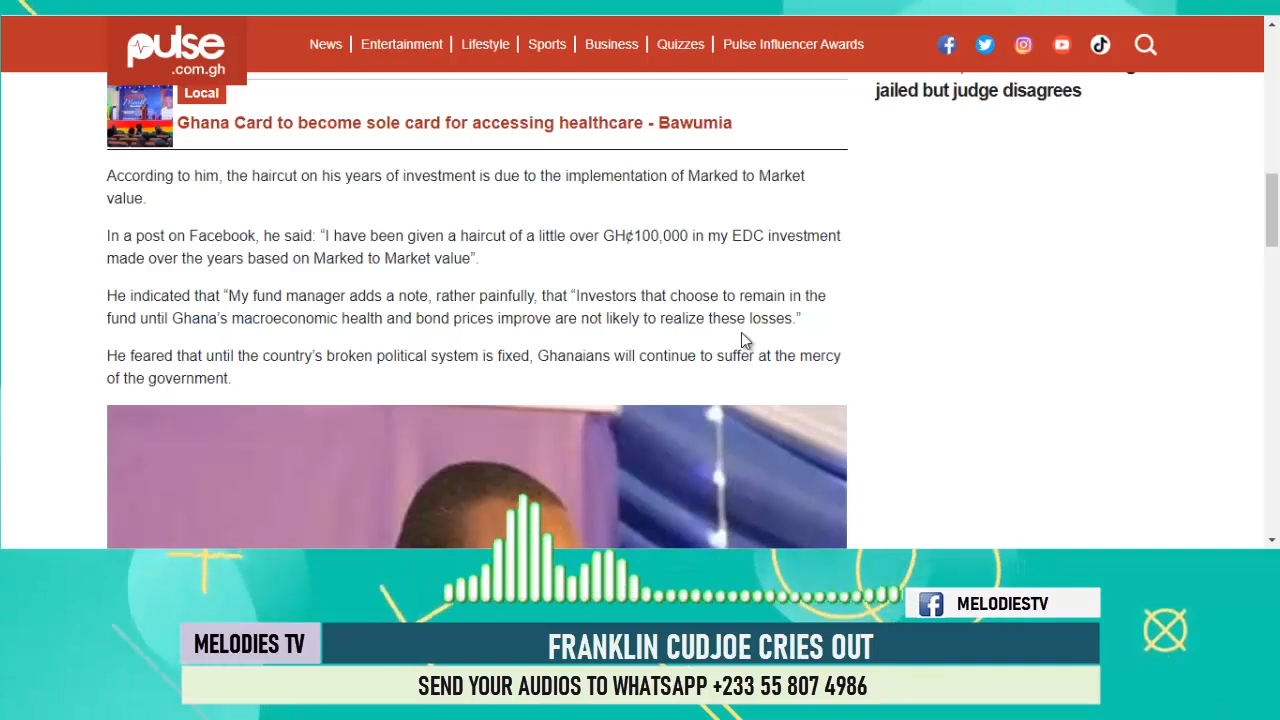 pulse
.com.gh
News
Entertainment
Lifestyle
Sports
Business
Quizzes
Pulse Influencer Awards
jailed but judge disagrees
Local
Ghana Card to become sole card for accessing healthcare - Bawumia
According to him, the haircut on his years of investment is due to the implementation of Marked to Market
value.
In a post on Facebook, he said: “I have been given a haircut of a little over GH₵100,000 in my EDC investment
made over the years based on Marked to Market value”.
He indicated that “My fund manager adds a note, rather painfully, that “Investors that choose to remain in the
fund until Ghana’s macroeconomic health and bond prices improve are not likely to realize these losses.”
He feared that until the country’s broken political system is fixed, Ghanaians will continue to suffer at the mercy
of the government.
MELODIESTV
MELODIES TV
FRANKLIN CUDJOE CRIES OUT
SEND YOUR AUDIOS TO WHATSAPP +233 55 807 4986